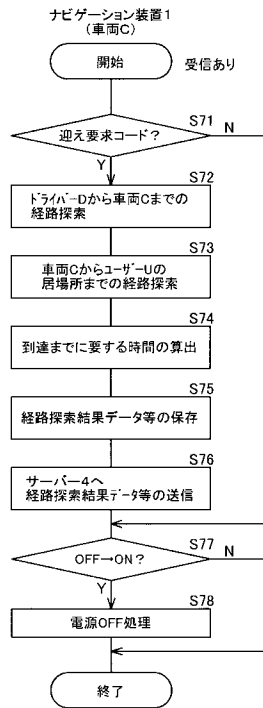 ナビゲーション装置1
(車両C)
開始
受信あり
S71
迎え要求コード?
N
Y
S72
ドライバーDから車両Cまでの
経路探索
S73
車両CからユーザーUの
居場所までの経路探索
S74
到達までに要する時間の算出
S75
経路探索結果データ等の保存
S76
サーバー4へ
経路探索結果データ等の送信
S77
OFF→ON?
N
Y
S78
電源OFF処理
終了